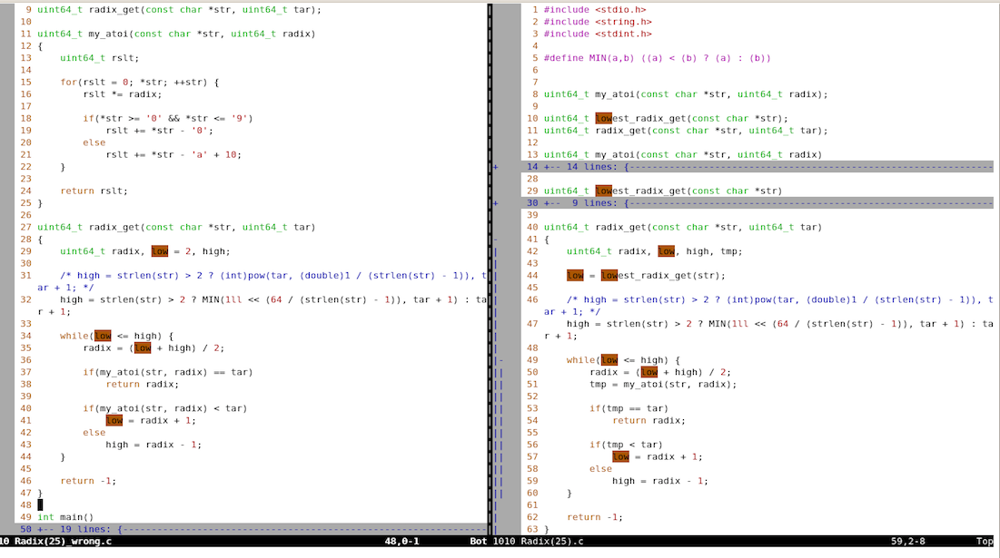 9 uint64_t radix_get(const char *str, uint64_t tar);
10
11 uint64_t my_atoi(const char *str, uint64_t radix)
12 {
13     uint64_t rslt;
14
15     for(rslt = 0; *str; ++str) {
16         rslt *= radix;
17
18         if(*str >= '0' && *str <= '9')
19             rslt += *str - '0';
20         else
21             rslt += *str - 'a' + 10;
22     }
23
24     return rslt;
25 }
26
27 uint64_t radix_get(const char *str, uint64_t tar)
28 {
29     uint64_t radix, low = 2, high;
30
31     /* high = strlen(str) > 2 ? (int)pow(tar, (double)1 / (strlen(str) - 1)), t
ar + 1; */
32     high = strlen(str) > 2 ? MIN(1ll << (64 / (strlen(str) - 1)), tar + 1) : ta
r + 1;
33
34     while(low <= high) {
35         radix = (low + high) / 2;
36
37         if(my_atoi(str, radix) == tar)
38             return radix;
39
40         if(my_atoi(str, radix) < tar)
41             low = radix + 1;
42         else
43             high = radix - 1;
44     }
45
46     return -1;
47 }
48
49 int main()
50 +-- 19 lines: {----------------------------------------------------------------
10 Radix(25)_wrong.c 48,0-1 Bot
1 #include <stdio.h>
2 #include <string.h>
3 #include <stdint.h>
4
5 #define MIN(a,b) ((a) < (b) ? (a) : (b))
6
7
8 uint64_t my_atoi(const char *str, uint64_t radix);
9
10 uint64_t lowest_radix_get(const char *str);
11 uint64_t radix_get(const char *str, uint64_t tar);
12
13 uint64_t my_atoi(const char *str, uint64_t radix)
+ 14 +-- 14 lines: {----------------------------------------------------------------
28
29 uint64_t lowest_radix_get(const char *str)
+ 30 +--  9 lines: {----------------------------------------------------------------
39
40 uint64_t radix_get(const char *str, uint64_t tar)
- 41 {
| 42     uint64_t radix, low, high, tmp;
| 43
| 44     low = lowest_radix_get(str);
| 45
| 46     /* high = strlen(str) > 2 ? (int)pow(tar, (double)1 / (strlen(str) - 1)), t
| ar + 1; */
| 47     high = strlen(str) > 2 ? MIN(1ll << (64 / (strlen(str) - 1)), tar + 1) : ta
| r + 1;
| 48
|- 49     while(low <= high) {
|| 50         radix = (low + high) / 2;
|| 51         tmp = my_atoi(str, radix);
|| 52
|| 53         if(tmp == tar)
|| 54             return radix;
|| 55
|| 56         if(tmp < tar)
|| 57             low = radix + 1;
|| 58         else
|| 59             high = radix - 1;
|| 60     }
| 61
| 62     return -1;
| 63 }
1010 Radix(25).c 59,2-8 Top